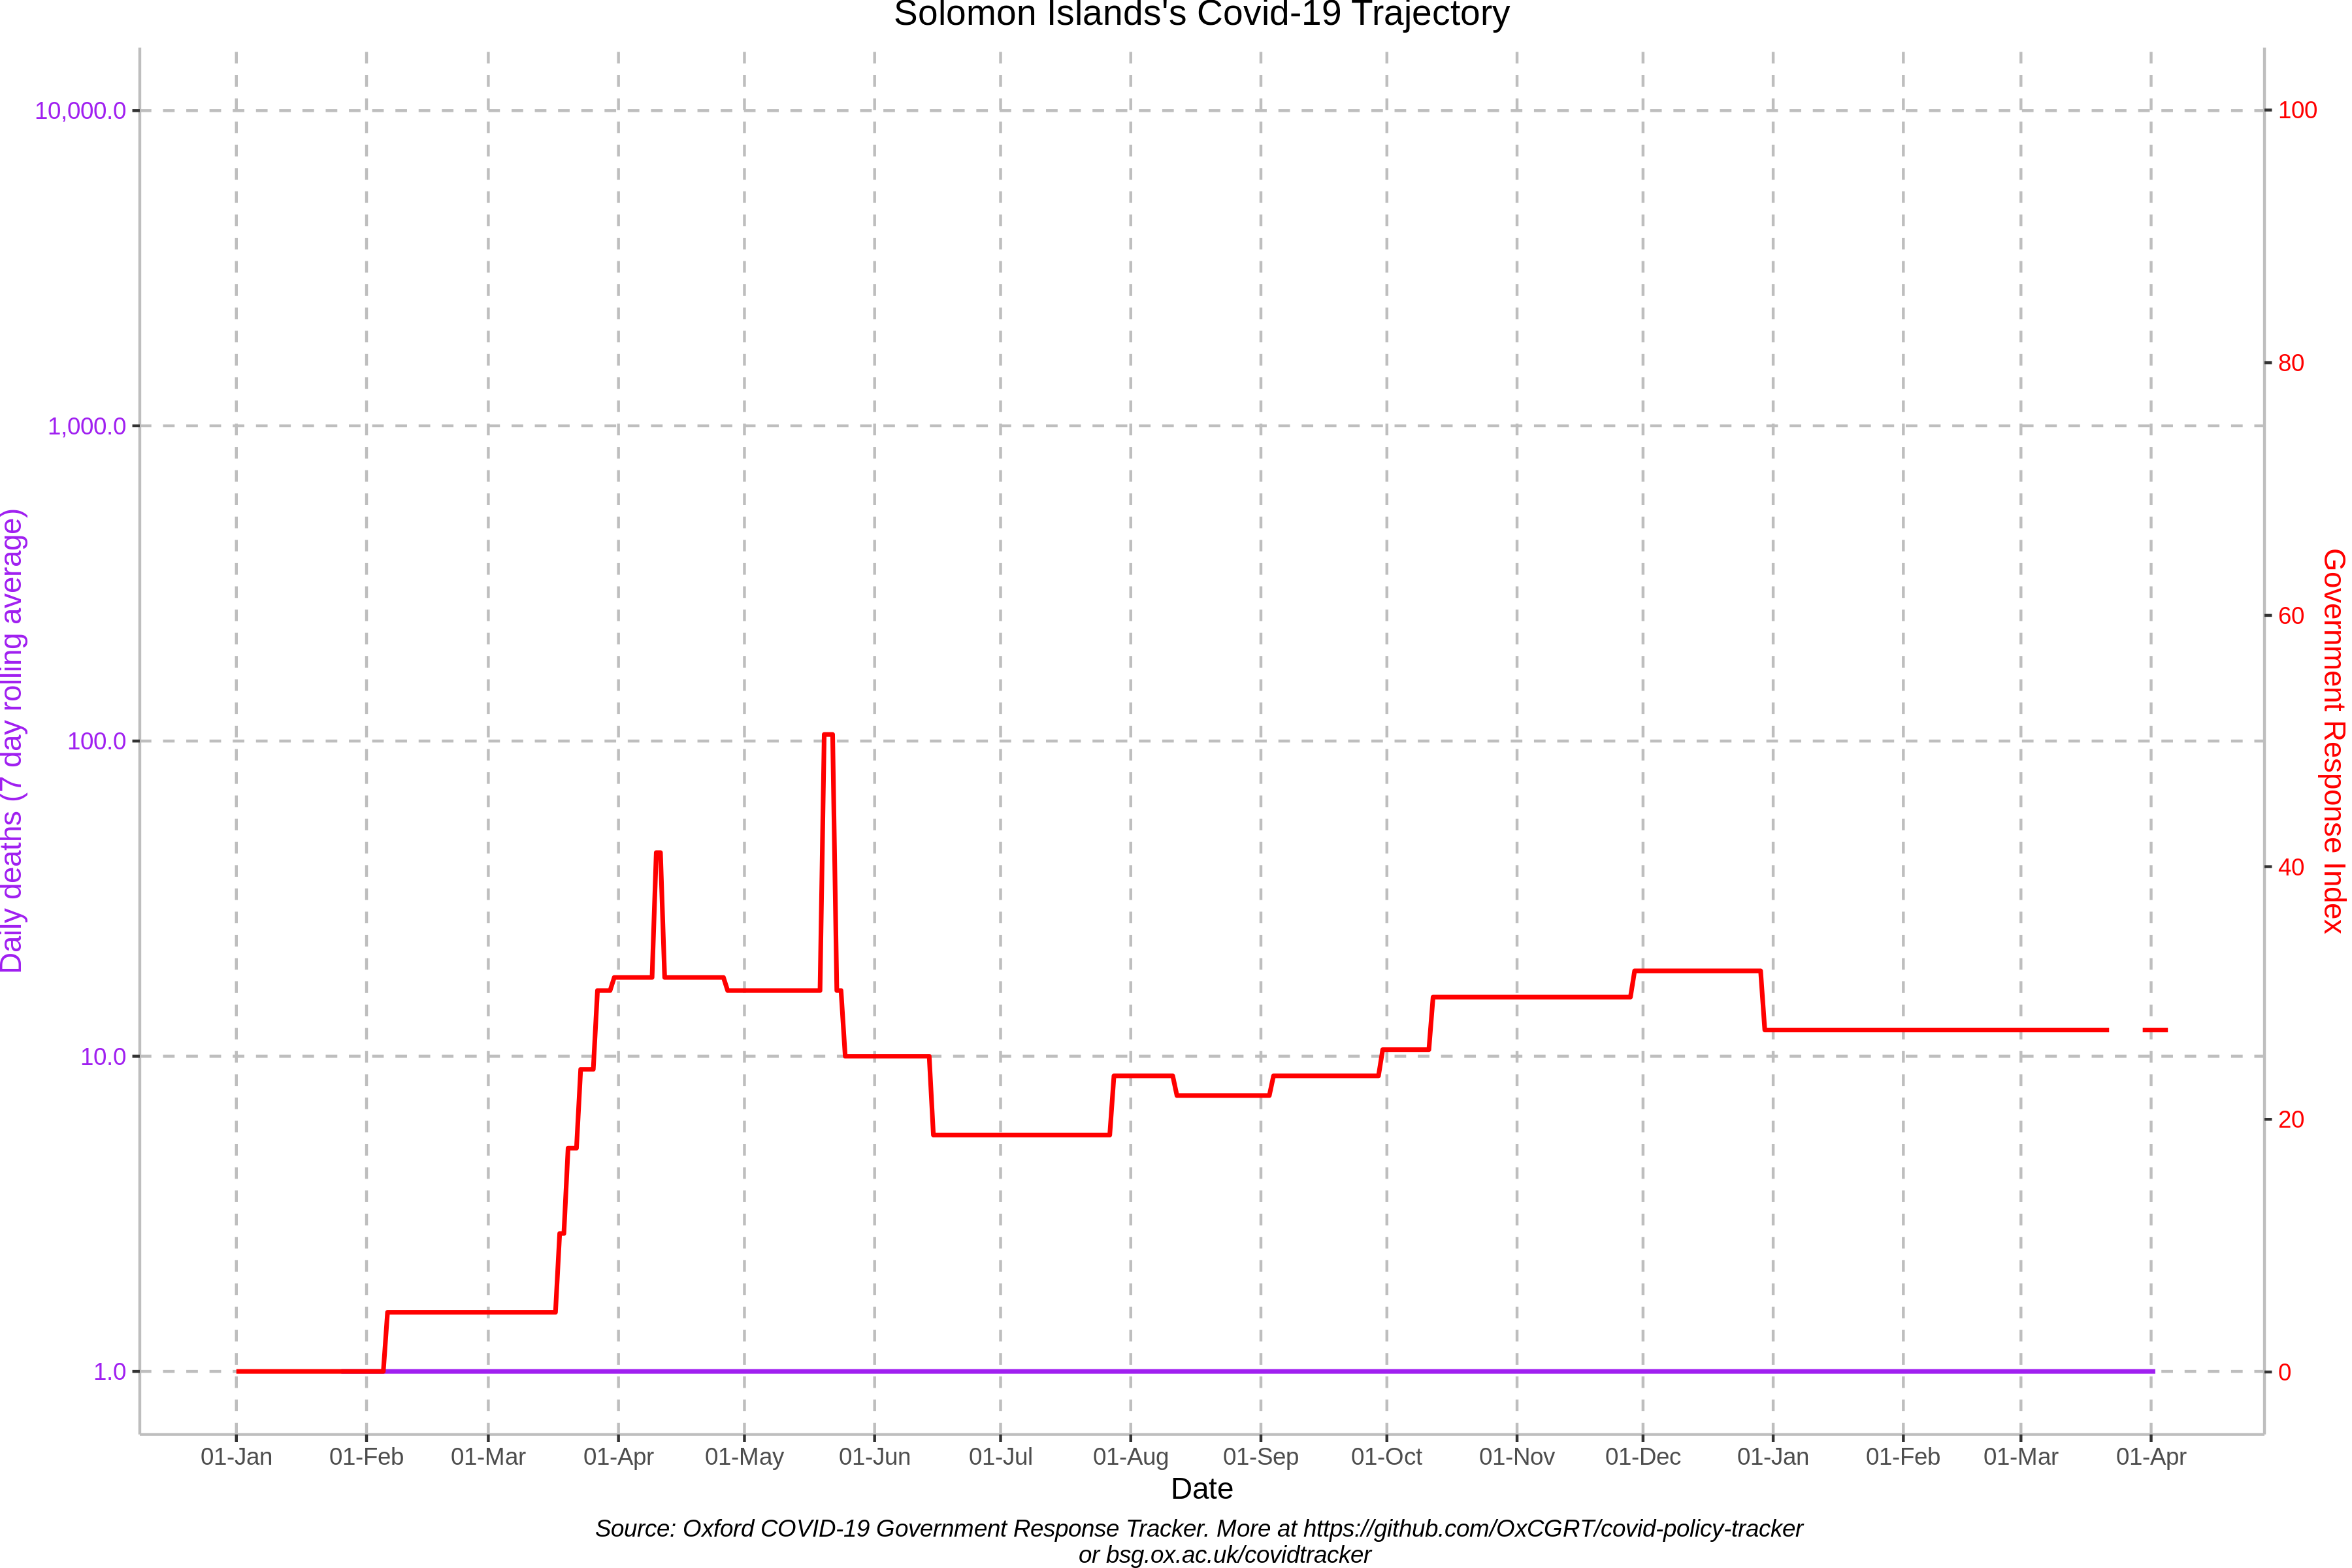 Solomon Islands's Covid-19 Trajectory
10,000.0
1,000.0
100.0
10.0
1.0
Daily deaths (7 day rolling average)
100
80
60
40
20
0
Government Response Index
01-Jan 01-Feb 01-Mar 01-Apr 01-May 01-Jun 01-Jul 01-Aug 01-Sep 01-Oct 01-Nov 01-Dec 01-Jan 01-Feb 01-Mar 01-Apr
Date
Source: Oxford COVID-19 Government Response Tracker. More at https://github.com/OxCGRT/covid-policy-tracker
or bsg.ox.ac.uk/covidtracker